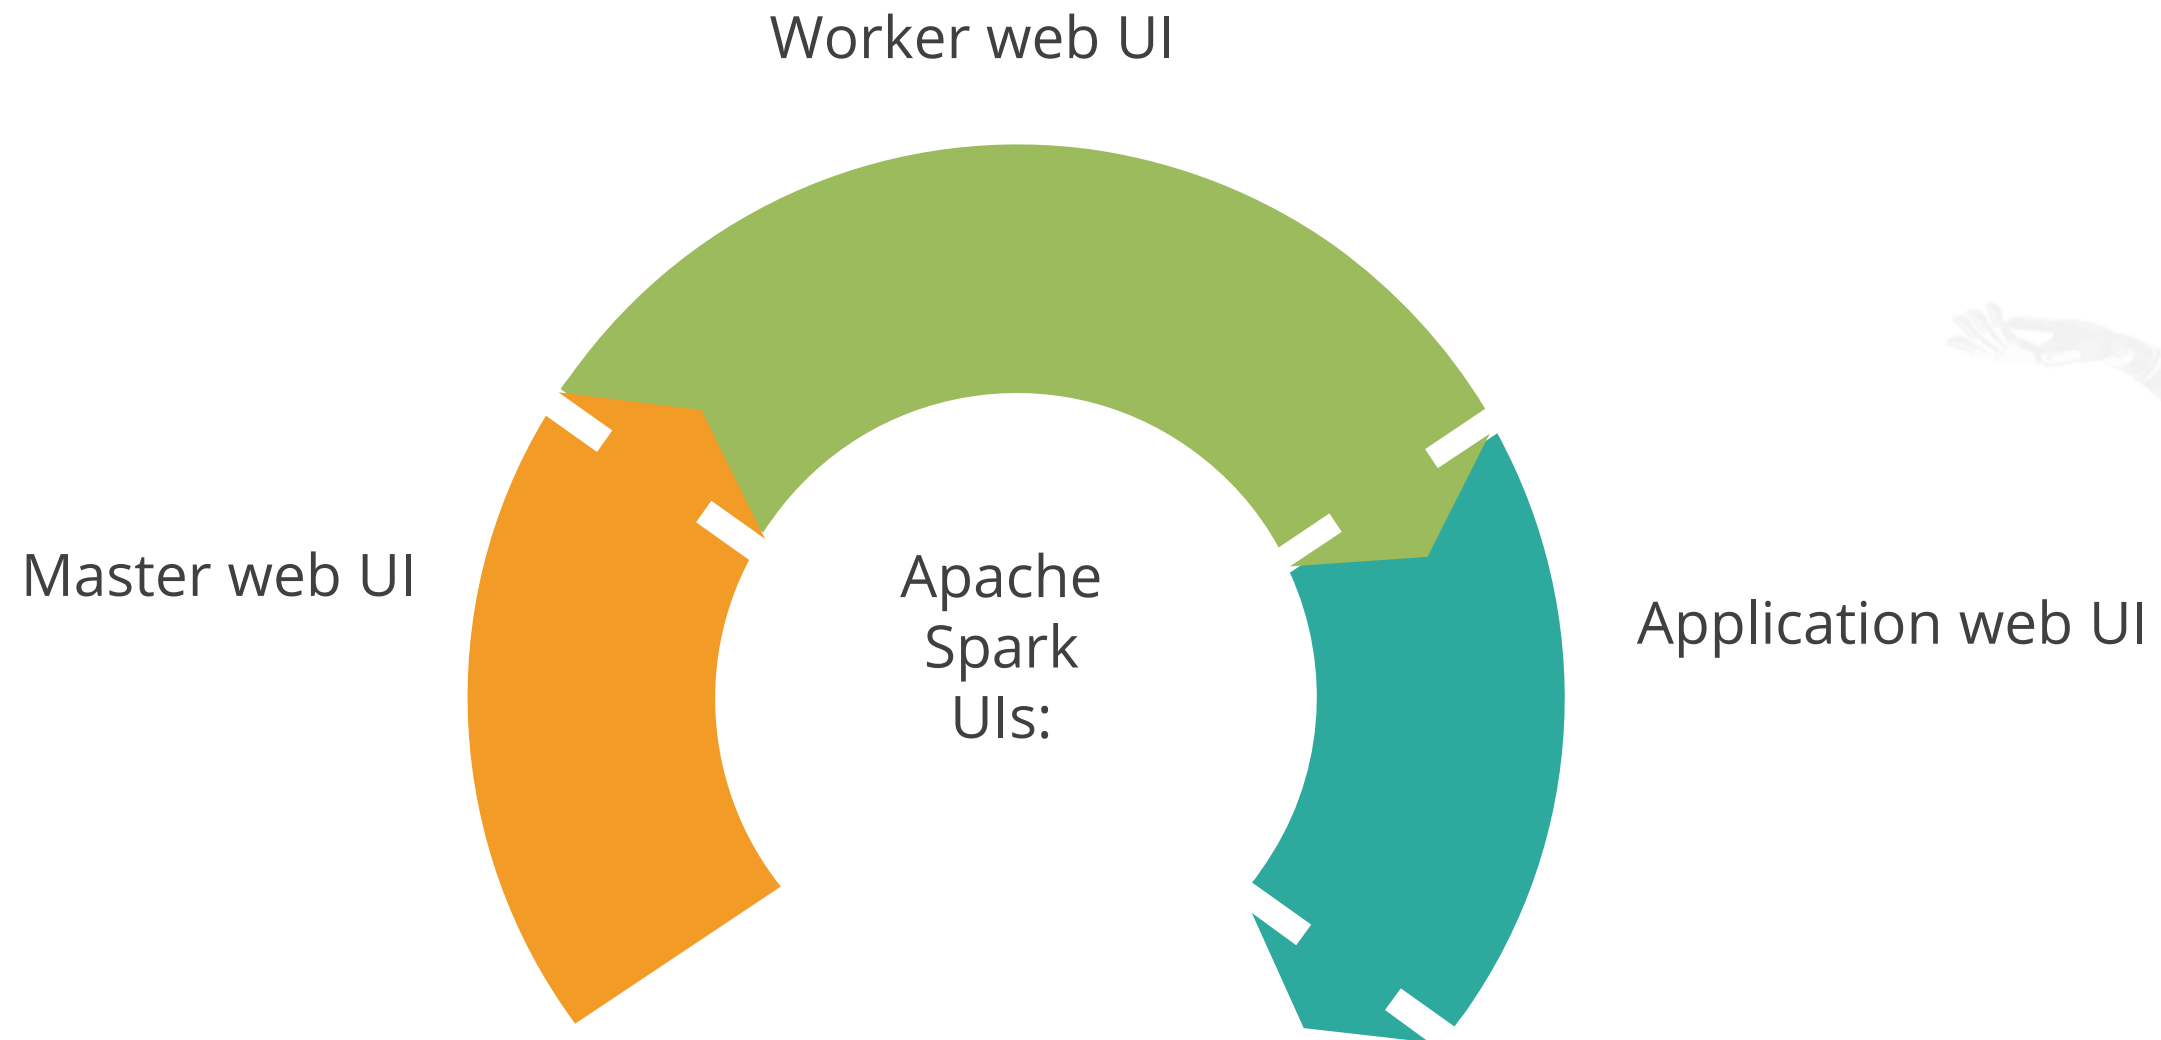 Worker web UI
Master web UI
Apache
Spark
UIs:
Application web UI